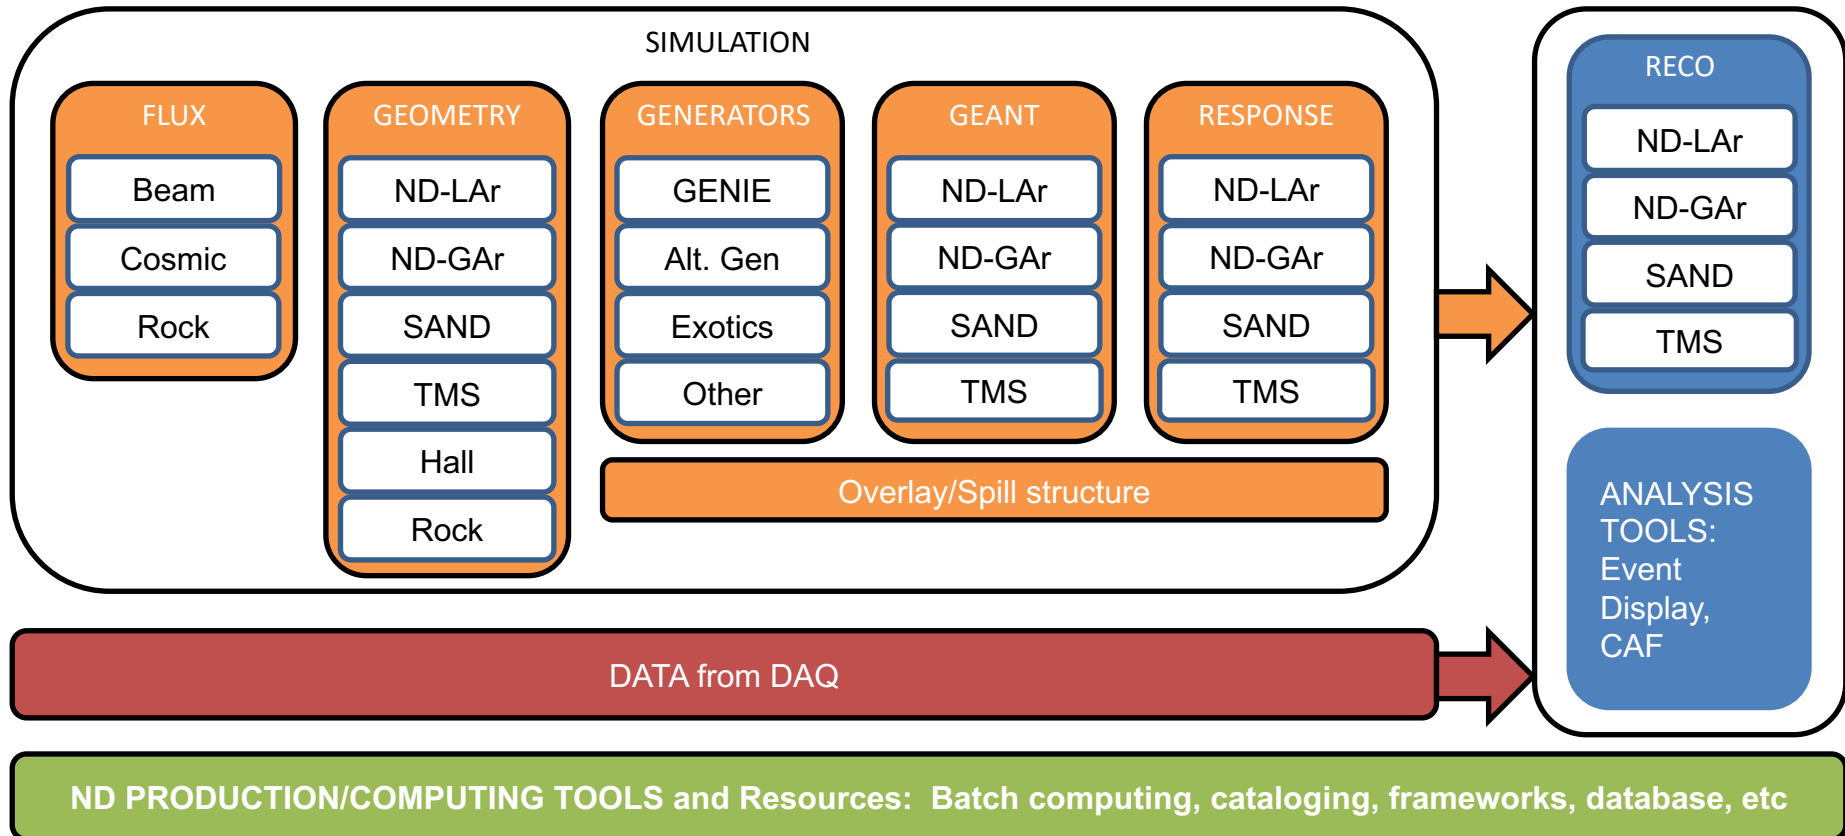 SIMULATION
FLUX
Beam
Cosmic
Rock
GEOMETRY
ND-LAr
ND-GAr
SAND
TMS
Hall
Rock
GENERATORS
GENIE
Alt. Gen
Exotics
Other
GEANT
ND-LAr
ND-GAr
SAND
TMS
RESPONSE
ND-LAr
ND-GAr
SAND
TMS
Overlay/Spill structure
RECO
ND-LAr
ND-GAr
SAND
TMS
ANALYSIS
TOOLS:
Event
Display,
CAF
DATA from DAQ
ND PRODUCTION/COMPUTING TOOLS and Resources: Batch computing, cataloging, frameworks, database, etc